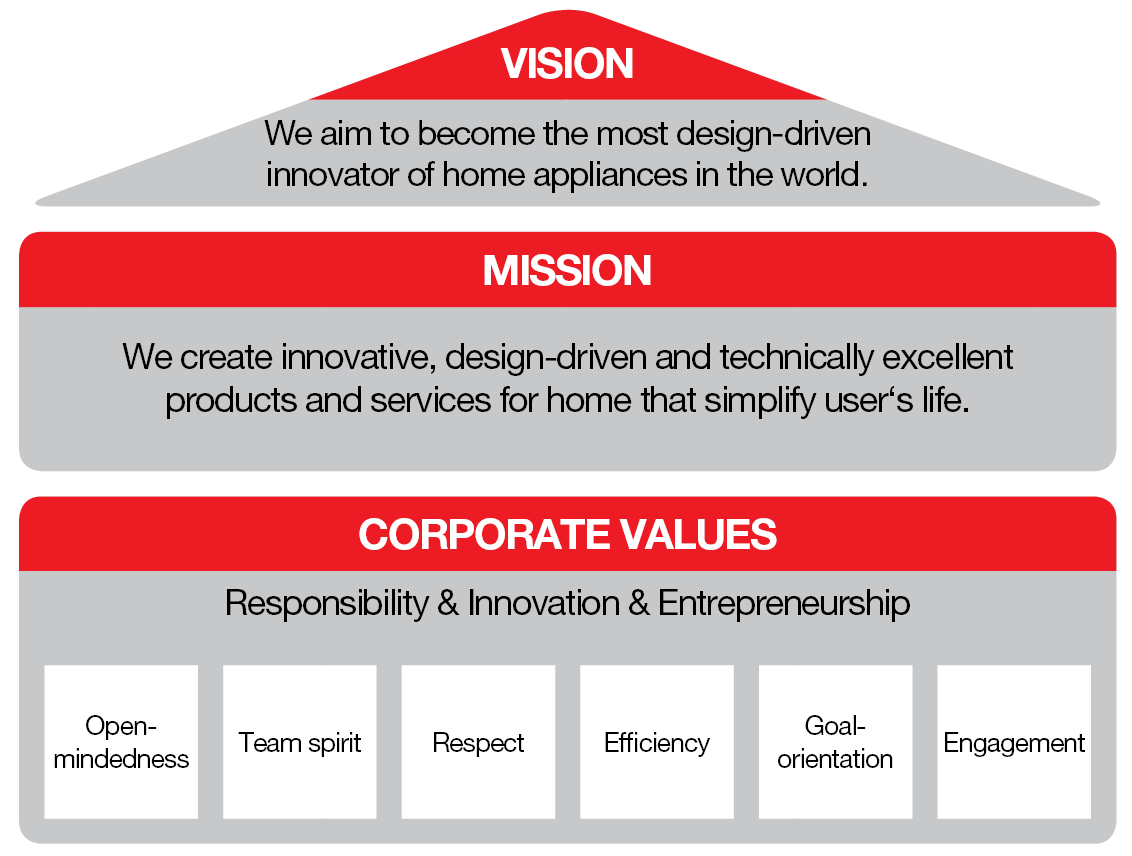 VISION
We aim to become the most design-driven
innovator of home appliances in the world.
MISSION
We create innovative, design-driven and technically excellent
products and services for home that simplify user‘s life.
CORPORATE VALUES
Responsibility & Innovation & Entrepreneurship
Open-
mindedness
Team spirit
Respect
Efficiency
Goal-
orientation
Engagement